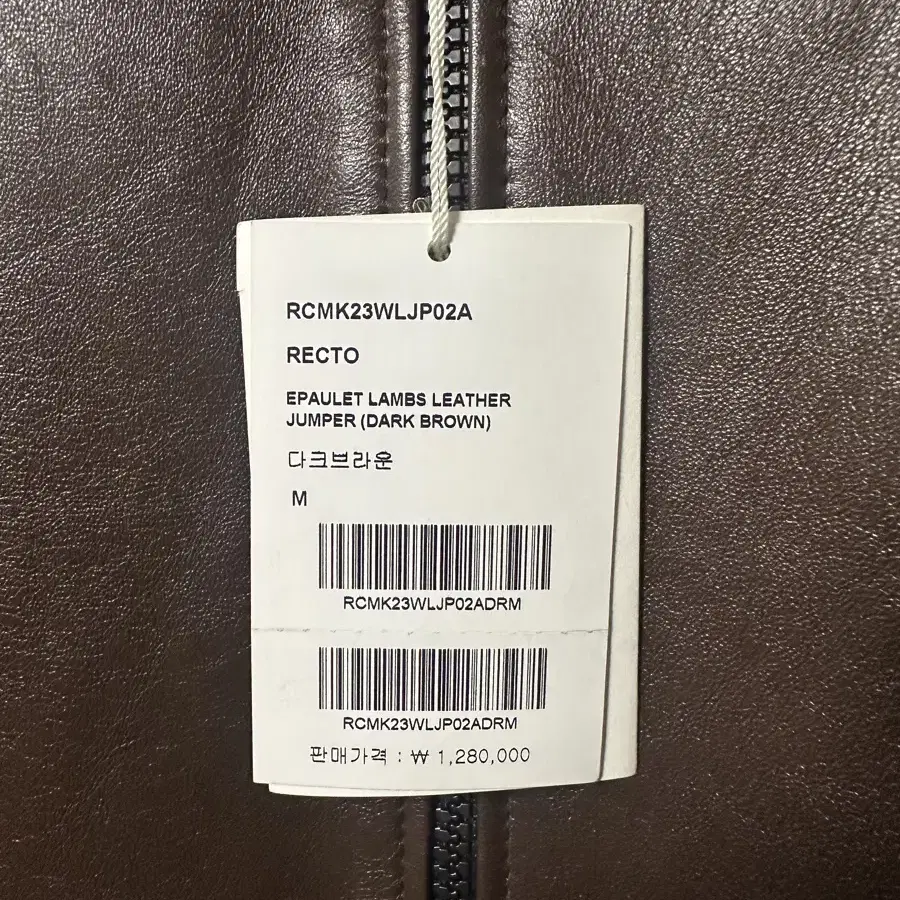 RCMK23WLJP02A
RECTO
EPAULET LAMBS LEATHER
JUMPER (DARK BROWN)
다크브라운
M
RCMK23WLJP02ADRM
RCMK23WLJP02ADRM
판매가격 : ₩ 1,280,000